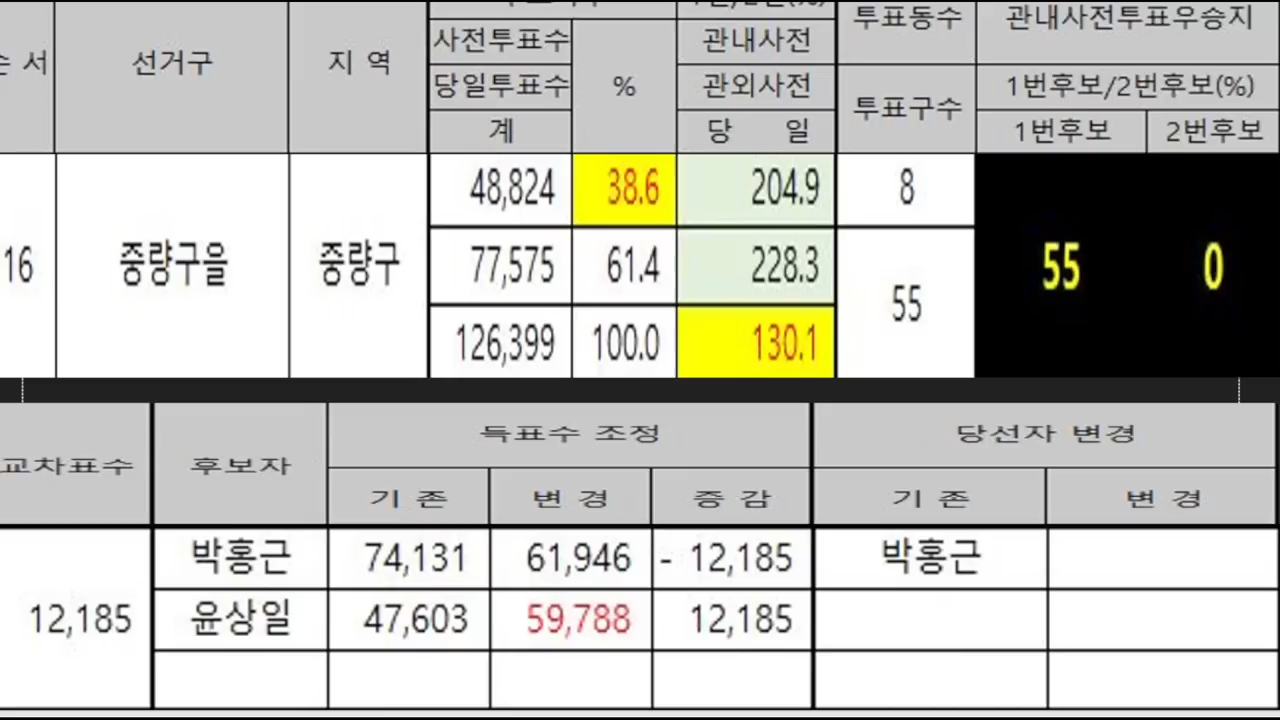 선거구
지 역
사전투표수
당일투표수
계
%
관내사전
관외사전
당 일
투표동수
투표구수
관내사전투표우승지
1번후보/2번후보(%)
1번후보 2번후보
16 중량구을 중량구
48,824 38.6 204.9 8
77,575 61.4 228.3 55
126,399 100.0 130.1
55 0
교차표수 후보자 득표수 조정 당선자 변경
기 존 변 경 증 감 기 존 변 경
12,185
박홍근 74,131 61,946 - 12,185 박홍근
윤상일 47,603 59,788 12,185